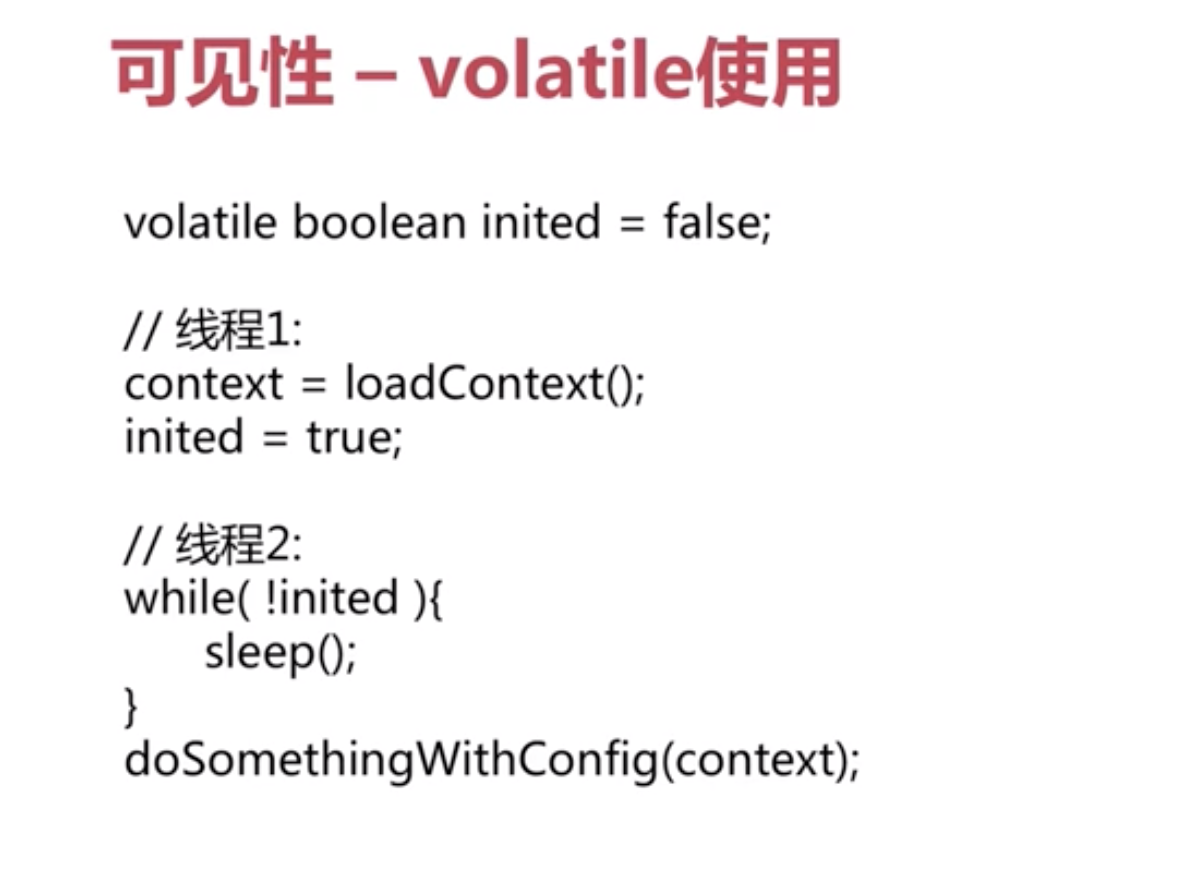 可见性 – volatile使用
volatile boolean inited = false;
// 线程1:
context = loadContext();
inited = true;
// 线程2:
while( !inited ){
sleep();
}
doSomethingWithConfig(context);